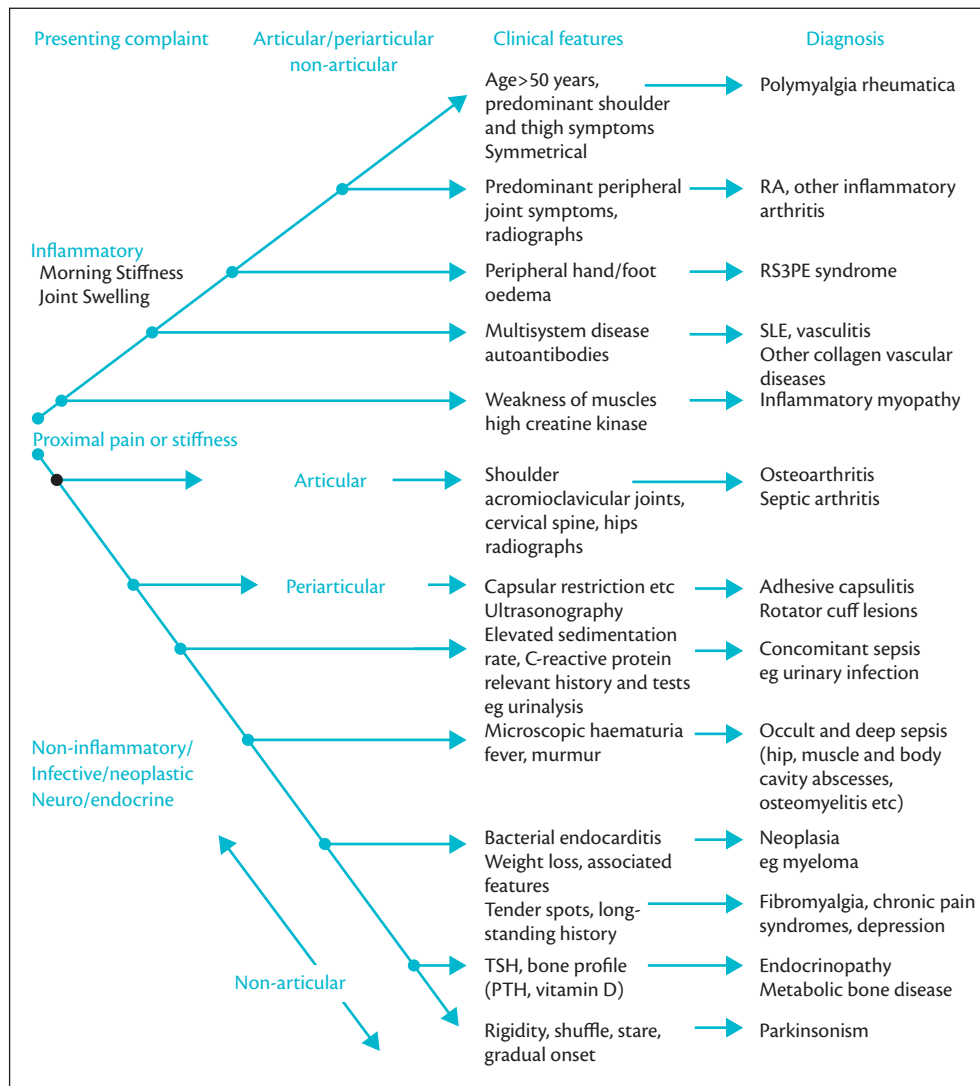 Presenting complaint
Articular/periarticular
non-articular
Clinical features
Diagnosis
Age>50 years,
predominant shoulder
and thigh symptoms
Symmetrical
Polymyalgia rheumatica
Predominant peripheral
joint symptoms,
radiographs
RA, other inflammatory
arthritis
Inflammatory
Morning Stiffness
Joint Swelling
Peripheral hand/foot
oedema
RS3PE syndrome
Multisystem disease
autoantibodies
SLE, vasculitis
Other collagen vascular
diseases
Weakness of muscles
high creatine kinase
Inflammatory myopathy
Proximal pain or stiffness
Articular
Shoulder
acromioclavicular joints,
cervical spine, hips
radiographs
Osteoarthritis
Septic arthritis
Periarticular
Capsular restriction etc
Ultrasonography
Adhesive capsulitis
Rotator cuff lesions
Elevated sedimentation
rate, C-reactive protein
relevant history and tests
eg urinalysis
Concomitant sepsis
eg urinary infection
Non-inflammatory/
Infective/neoplastic
Neuro/endocrine
Microscopic haematuria
fever, murmur
Occult and deep sepsis
(hip, muscle and body
cavity abscesses,
osteomyelitis etc)
Bacterial endocarditis
Weight loss, associated
features
Neoplasia
eg myeloma
Tender spots, long-
standing history
Fibromyalgia, chronic pain
syndromes, depression
Non-articular
TSH, bone profile
(PTH, vitamin D)
Endocrinopathy
Metabolic bone disease
Rigidity, shuffle, stare,
gradual onset
Parkinsonism